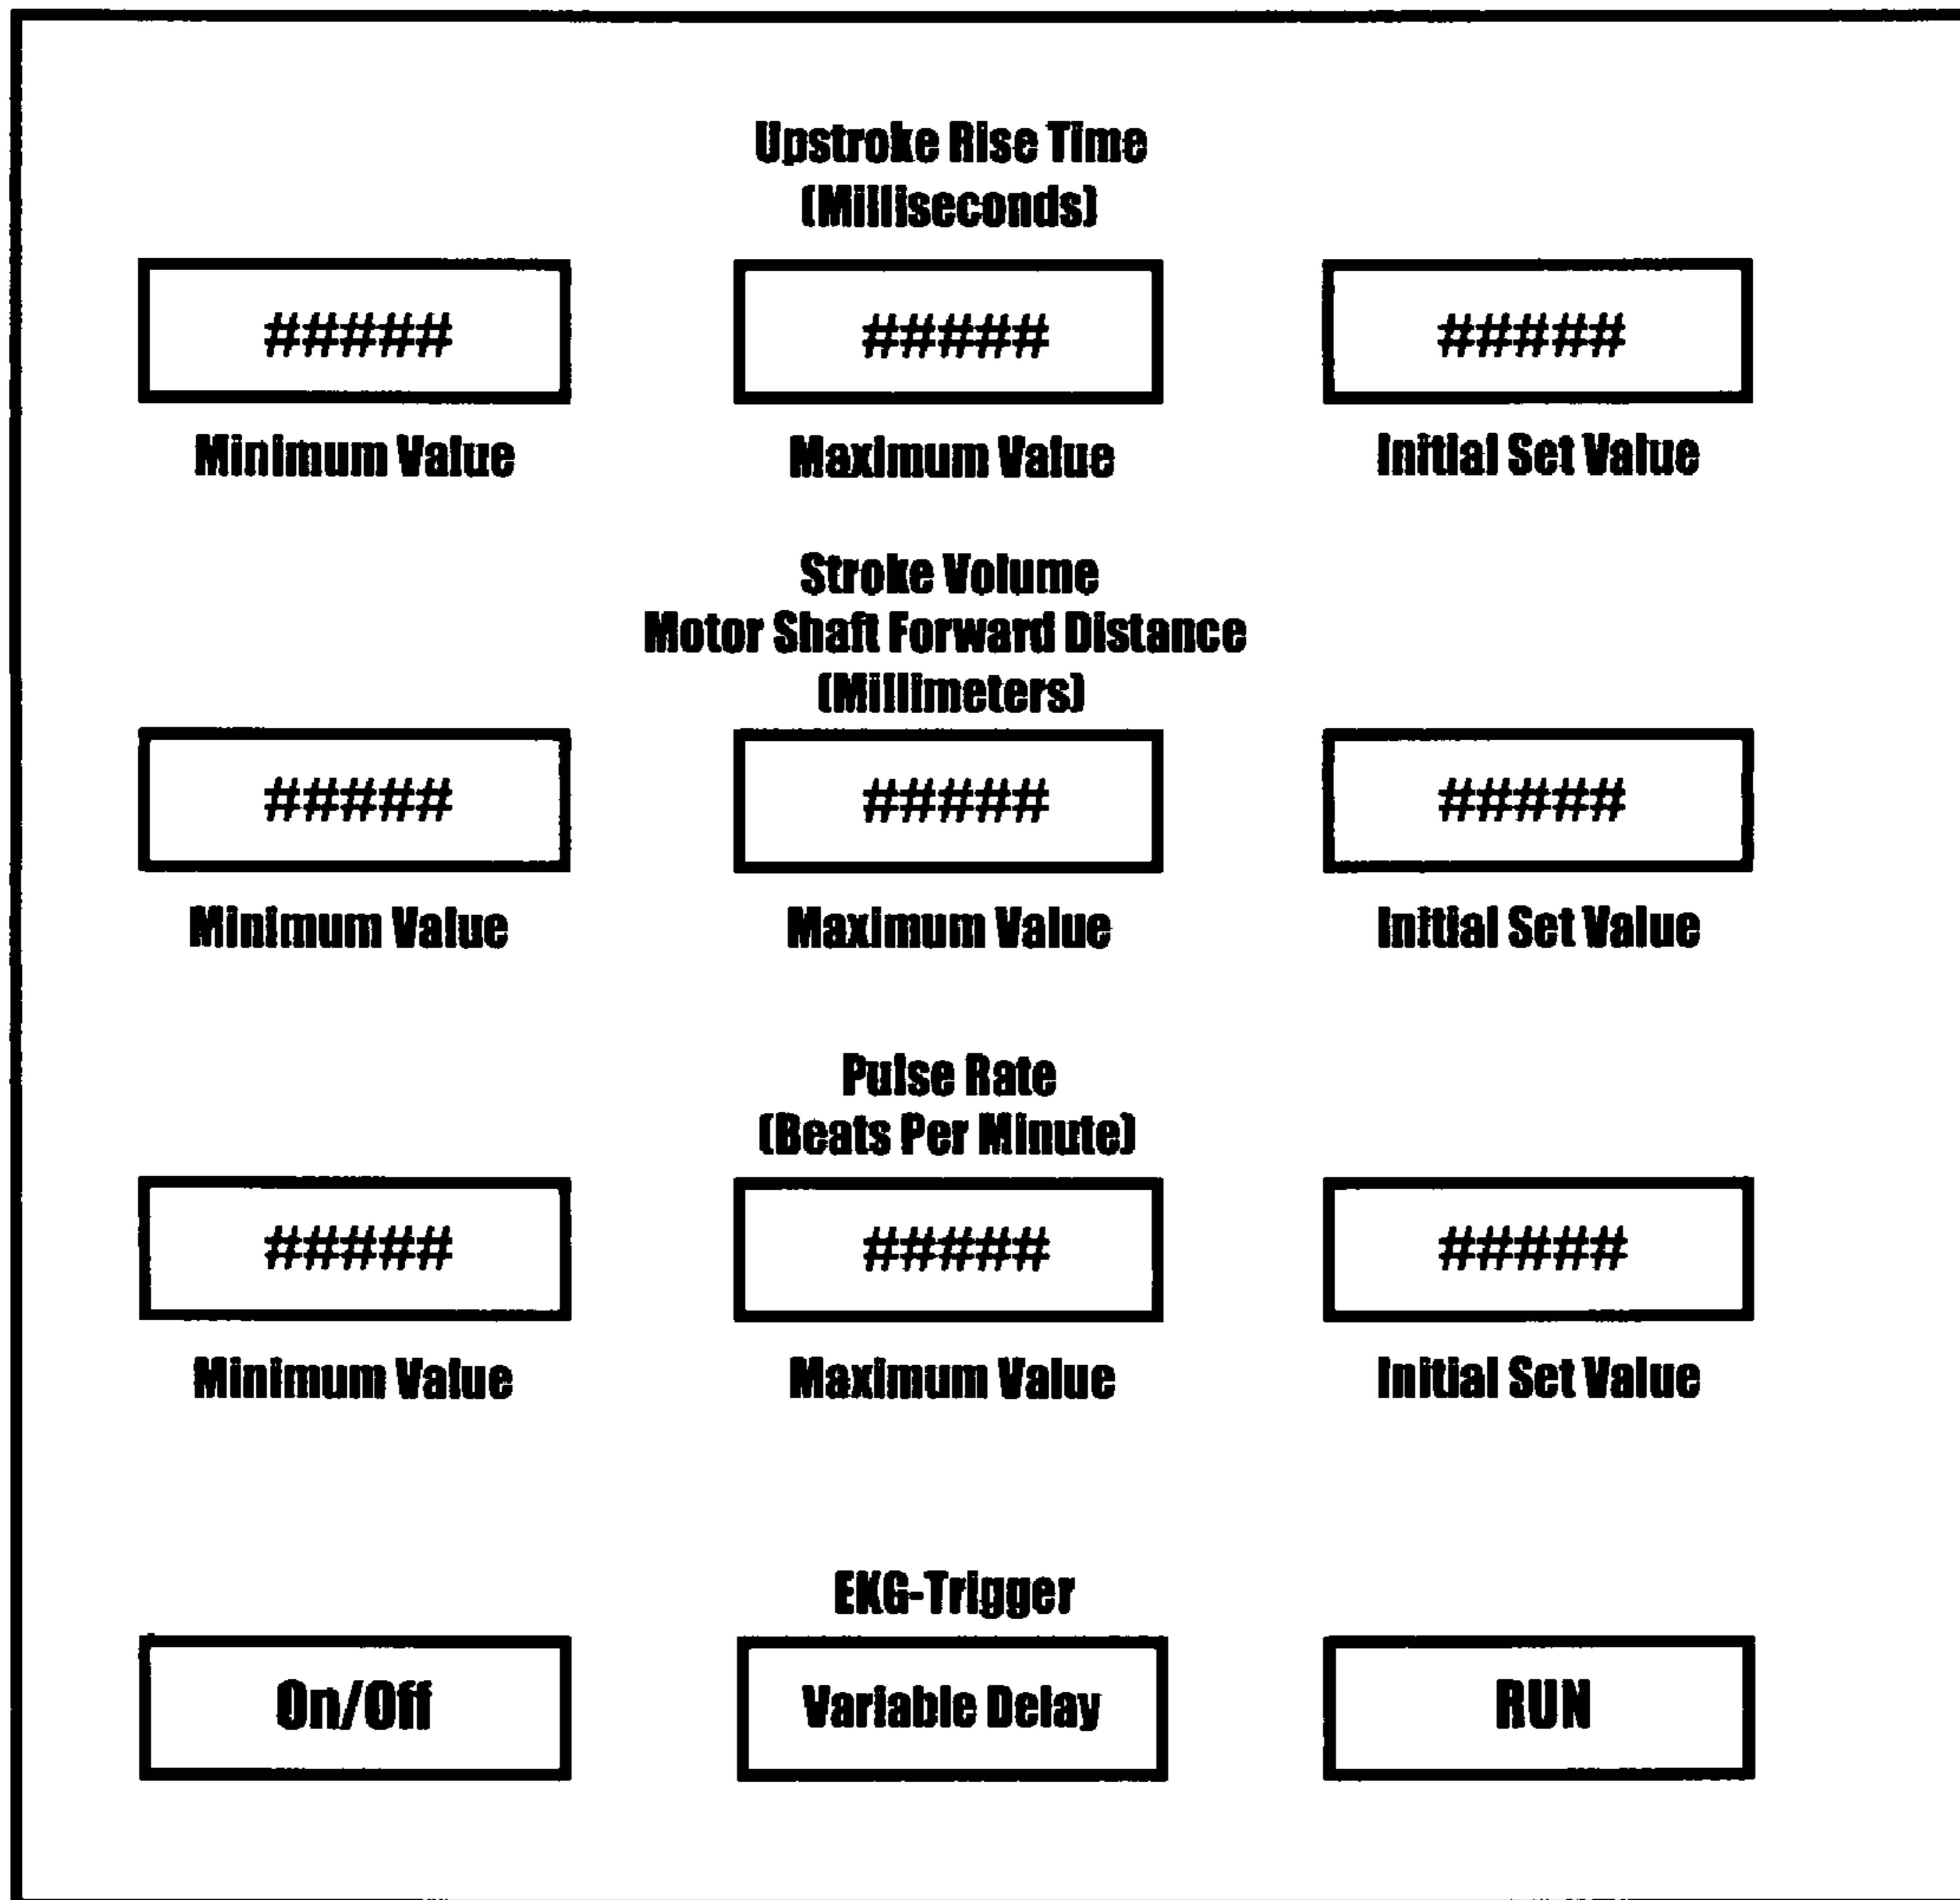 Upstroke Rise Time
(Milliseconds)
##### ##### #####
Minimum Value Maximum Value Initial Set Value
Stroke Volume
Motor Shaft Forward Distance
(Millimeters)
##### ##### #####
Minimum Value Maximum Value Initial Set Value
Pulse Rate
(Beats Per Minute)
##### ##### #####
Minimum Value Maximum Value Initial Set Value
EKG-Trigger
On/Off Variable Delay RUN